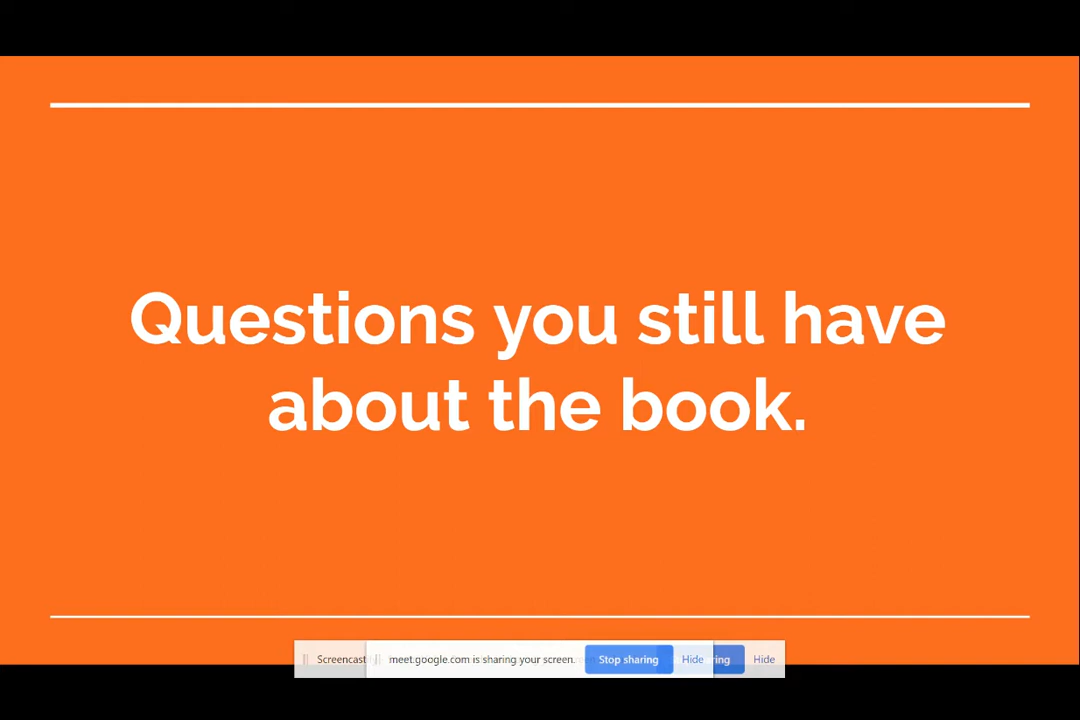 Questions you still have
about the book.
Screencast meet.google.com is sharing your screen. Stop sharing Hide Hide